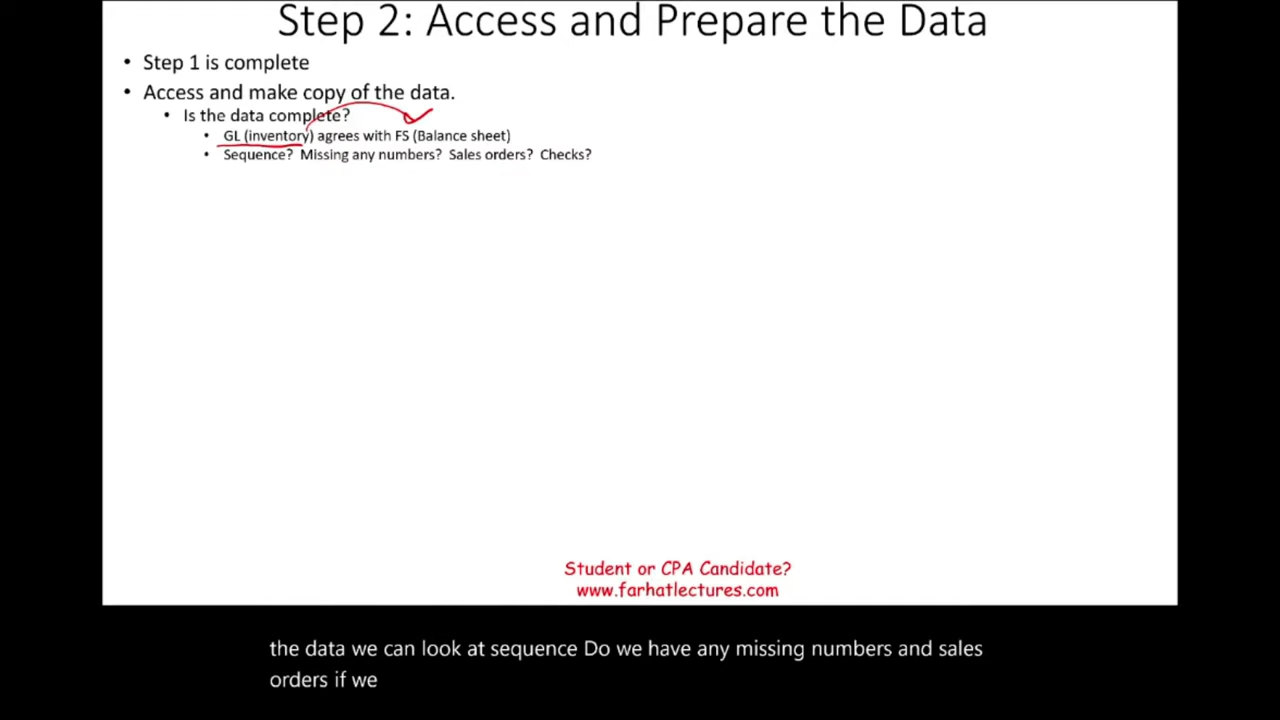 Step 2: Access and Prepare the Data
• Step 1 is complete
• Access and make copy of the data.
• Is the data complete?
• GL (inventory) agrees with FS (Balance sheet)
• Sequence? Missing any numbers? Sales orders? Checks?
Student or CPA Candidate?
www.farhatlectures.com
the data we can look at sequence Do we have any missing numbers and sales
orders if we